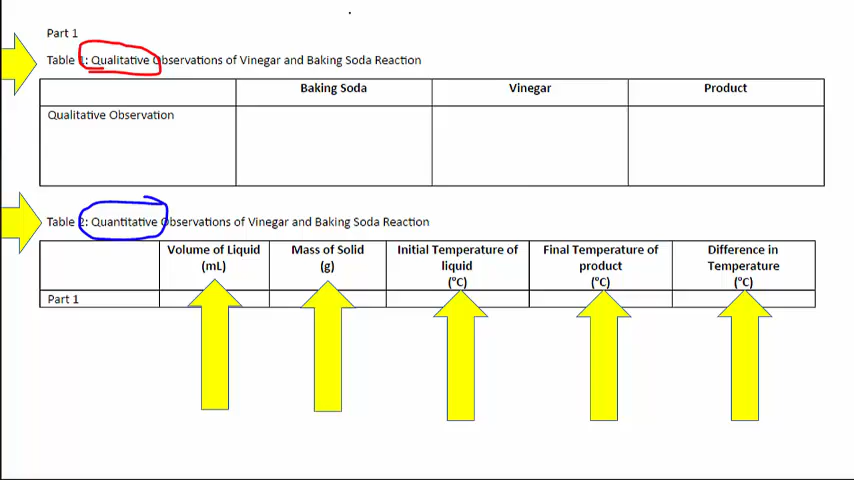 Part 1
Table 1: Qualitative Observations of Vinegar and Baking Soda Reaction
Baking Soda Vinegar Product
Qualitative Observation
Table 2: Quantitative Observations of Vinegar and Baking Soda Reaction
Volume of Liquid
(mL)
Mass of Solid
(g)
Initial Temperature of
liquid
(°C)
Final Temperature of
product
(°C)
Difference in
Temperature
(°C)
Part 1